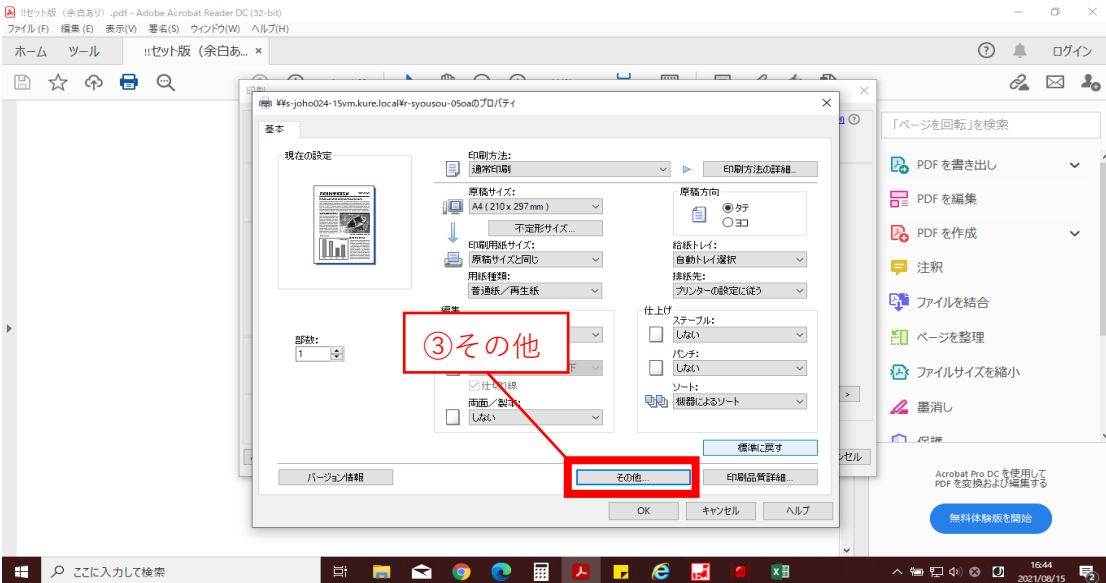 !!セット版（余白あり）.pdf - Adobe Acrobat Reader DC (32-bit)
ファイル(F) 編集(E) 表示(V) 署名(S) ウインドウ(W) ヘルプ(H)
ホーム ツール !!セット版（余白あ... ×
ログイン
¥¥s-joho024-15vm.kure.local¥r-syousou-05oaのプロパティ
基本
現在の設定
印刷方法:
通常印刷
印刷方法の詳細...
原稿サイズ:
A4 ( 210 x 297 mm )
不定形サイズ...
原稿方向
タテ
ヨコ
印刷用紙サイズ:
原稿サイズと同じ
給紙トレイ:
自動トレイ選択
用紙種類:
普通紙／再生紙
排紙先:
プリンターの設定に従う
部数:
1
編集
③その他
仕切り線
両面／製本:
しない
仕上げ
ステープル:
しない
パンチ:
しない
ソート:
機器によるソート
標準に戻す
バージョン情報
その他...
印刷品質詳細...
OK
キャンセル
ヘルプ
「ページを回転」を検索
PDF を書き出し
PDF を編集
PDF を作成
注釈
ファイルを結合
ページを整理
ファイルサイズを縮小
墨消し
保護
Acrobat Pro DC を使用して
PDF を変換および編集する
無料体験版を開始
ここに入力して検索
16:44
2021/08/15